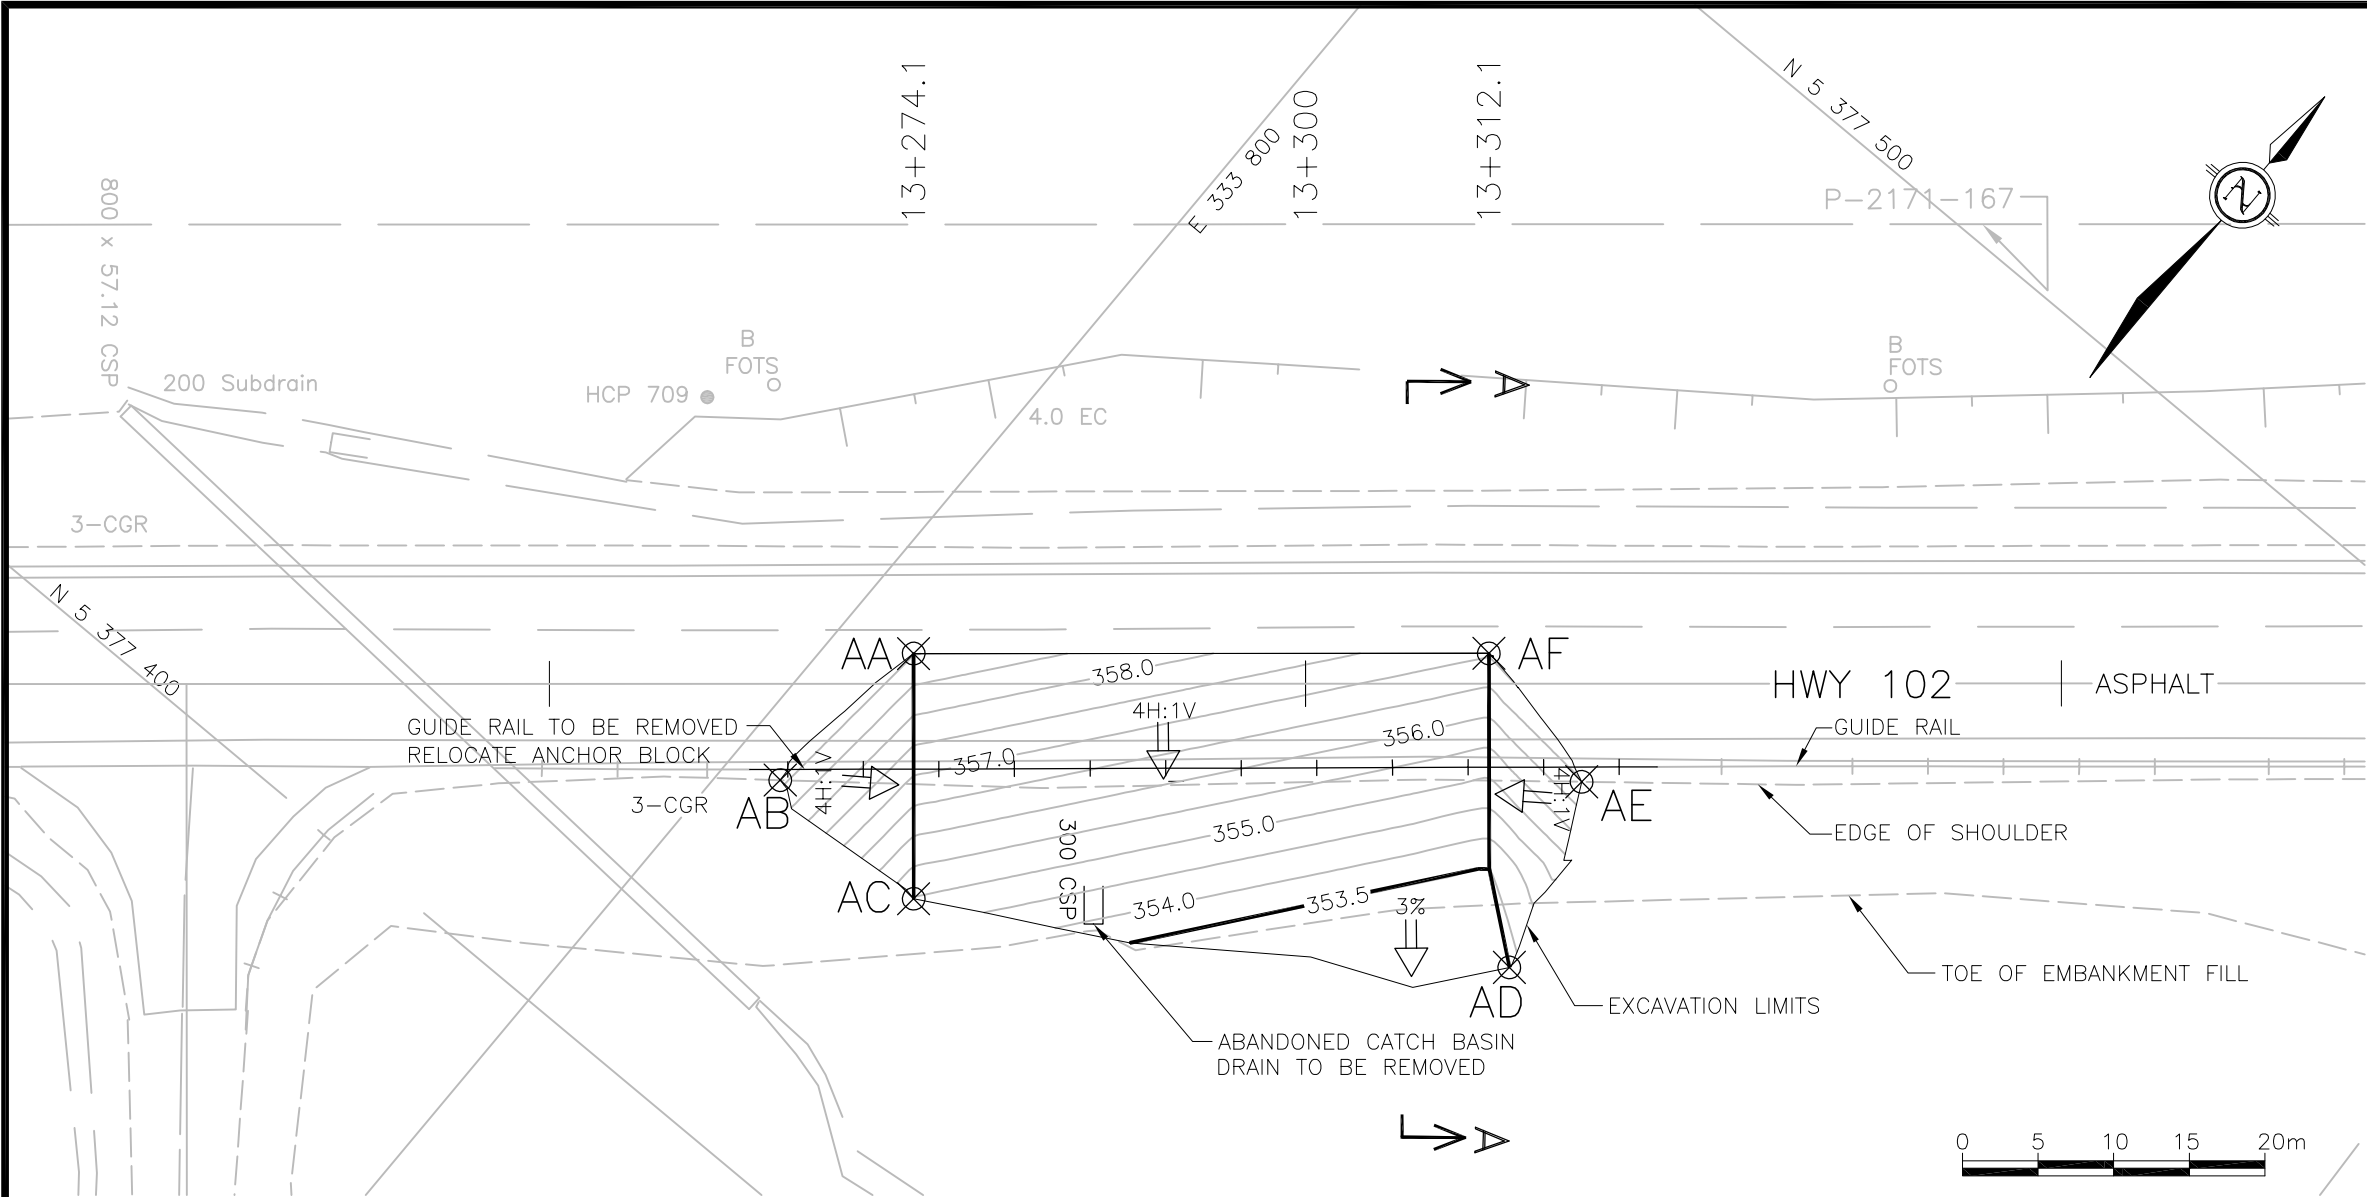 13+274.1
13+300
13+312.1
E 333 800
N 5 377 500
P-2171-167
N
800 x 57.12 CSP
200 Subdrain
B
FOTS
HCP 709
4.0 EC
A
B
FOTS
3-CGR
N 5 377 400
AA
AF
358.0
HWY 102
ASPHALT
4H:1V
GUIDE RAIL TO BE REMOVED
RELOCATE ANCHOR BLOCK
356.0
GUIDE RAIL
357.0
4H:1V
4H:1V
3-CGR
AB
AE
355.0
EDGE OF SHOULDER
300 CSP
AC
354.0
353.5
3%
TOE OF EMBANKMENT FILL
AD
EXCAVATION LIMITS
ABANDONED CATCH BASIN
DRAIN TO BE REMOVED
A
0 5 10 15 20m